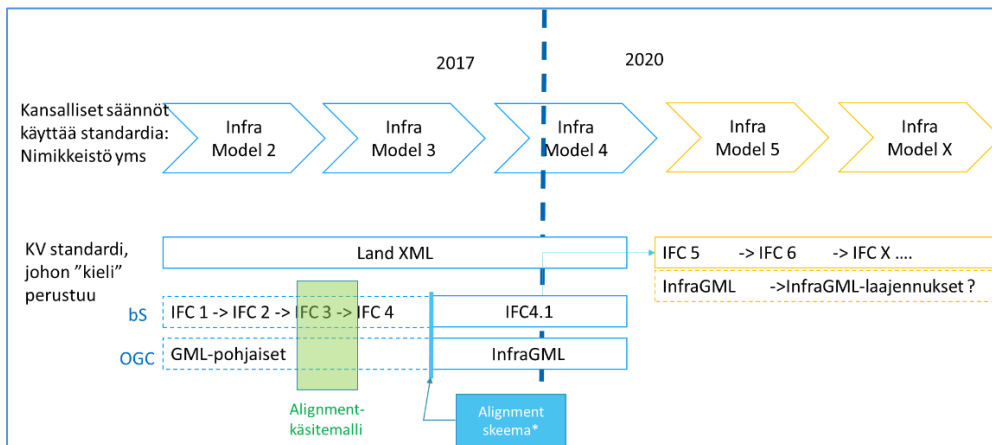 2017
2020
Kansalliset säännöt
käyttää standardia:
Nimikkeistö yms
Infra
Model 2
Infra
Model 3
Infra
Model 4
Infra
Model 5
Infra
Model X
KV standardi,
johon ”kieli”
perustuu
Land XML
IFC 5 -> IFC 6 -> IFC X ....
InfraGML ->InfraGML-laajennukset ?
bS
IFC 1 -> IFC 2 -> IFC 3 -> IFC 4
IFC4.1
OGC
GML-pohjaiset
InfraGML
Alignment-
käsitemalli
Alignment
skeema*